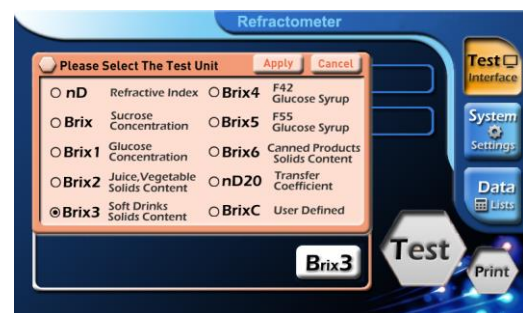 Refractometer
Please Select The Test Unit
Apply
Cancel
nD Refractive Index
Brix Sucrose
Concentration
Brix1 Glucose
Concentration
Brix2 Juice,Vegetable
Solids Content
Brix3 Soft Drinks
Solids Content
Brix4 F42
Glucose Syrup
Brix5 F55
Glucose Syrup
Brix6 Canned Products
Solids Content
nD20 Transfer
Coefficient
BrixC User Defined
Brix3
Test
Interface
System
Settings
Data
Lists
Test
Print